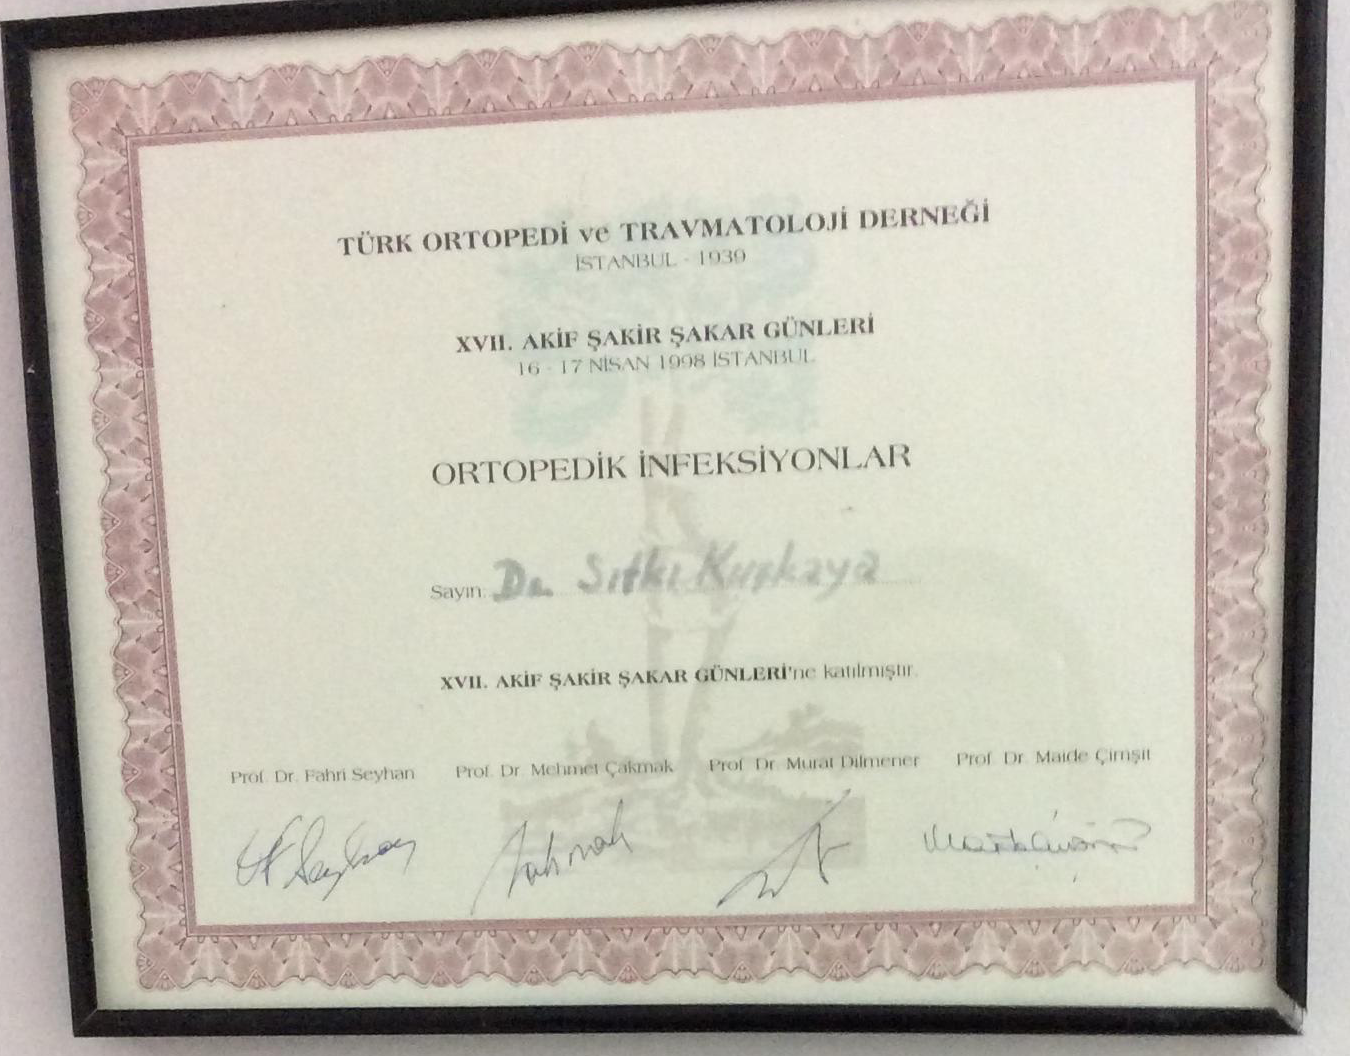 TÜRK ORTOPEDİ ve TRAVMATOLOJİ DERNEĞİ
İSTANBUL - 1939
XVII. AKİF ŞAKİR ŞAKAR GÜNLERİ
16 - 17 NİSAN 1998 İSTANBUL
ORTOPEDİK İNFEKSİYONLAR
Sayın: Dr. Sıtkı Kuşkaya
XVII. AKİF ŞAKİR ŞAKAR GÜNLERİ'ne katılmıştır.
Prof. Dr. Fahri Seyhan Prof. Dr. Mehmet Çakmak Prof. Dr. Murat Dilmener Prof. Dr. Maide Çimşit